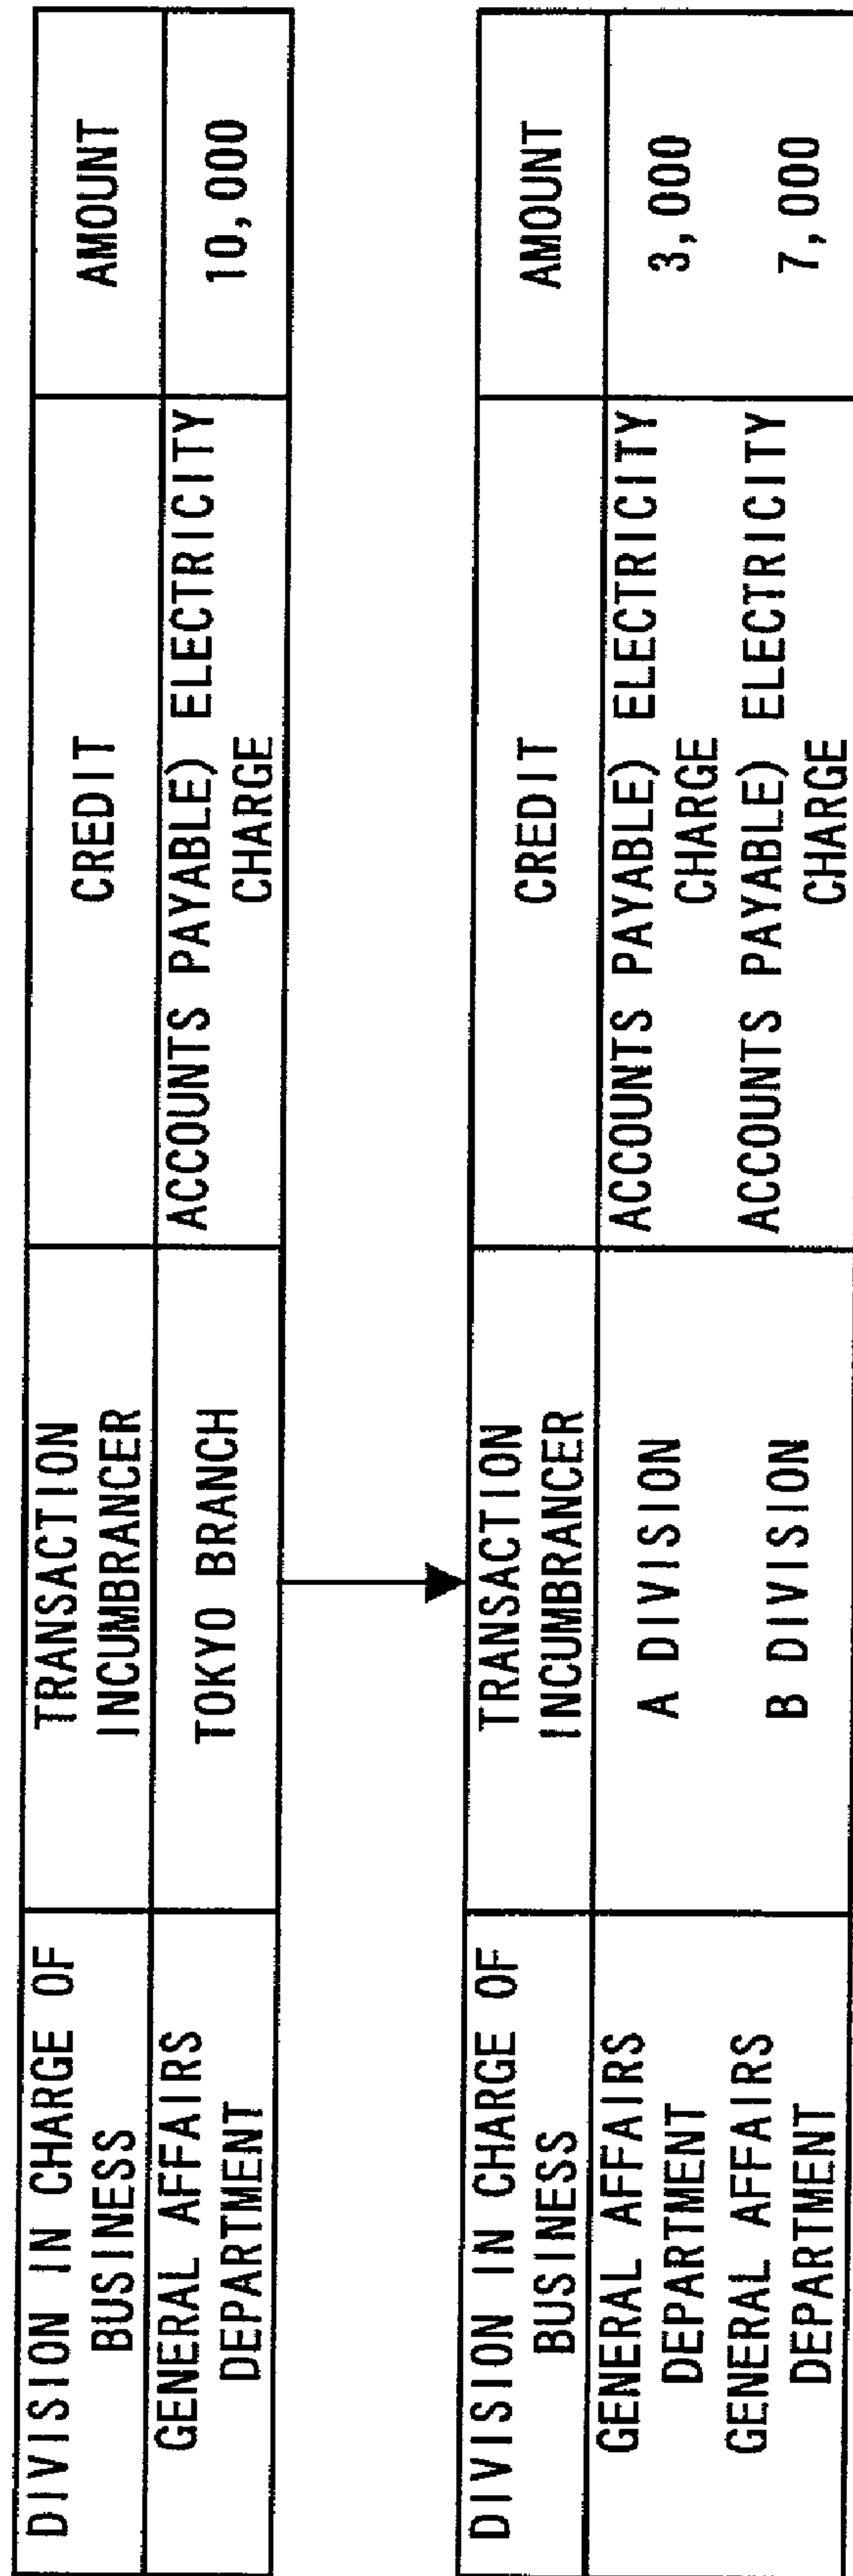 DIVISION IN CHARGE OF
BUSINESS
TRANSACTION
INCUMBRANCER
CREDIT
AMOUNT
GENERAL AFFAIRS
DEPARTMENT
TOKYO BRANCH
ACCOUNTS PAYABLE) ELECTRICITY
CHARGE
10,000
DIVISION IN CHARGE OF
BUSINESS
TRANSACTION
INCUMBRANCER
CREDIT
AMOUNT
GENERAL AFFAIRS
DEPARTMENT
A DIVISION
ACCOUNTS PAYABLE) ELECTRICITY
CHARGE
3,000
GENERAL AFFAIRS
DEPARTMENT
B DIVISION
ACCOUNTS PAYABLE) ELECTRICITY
CHARGE
7,000